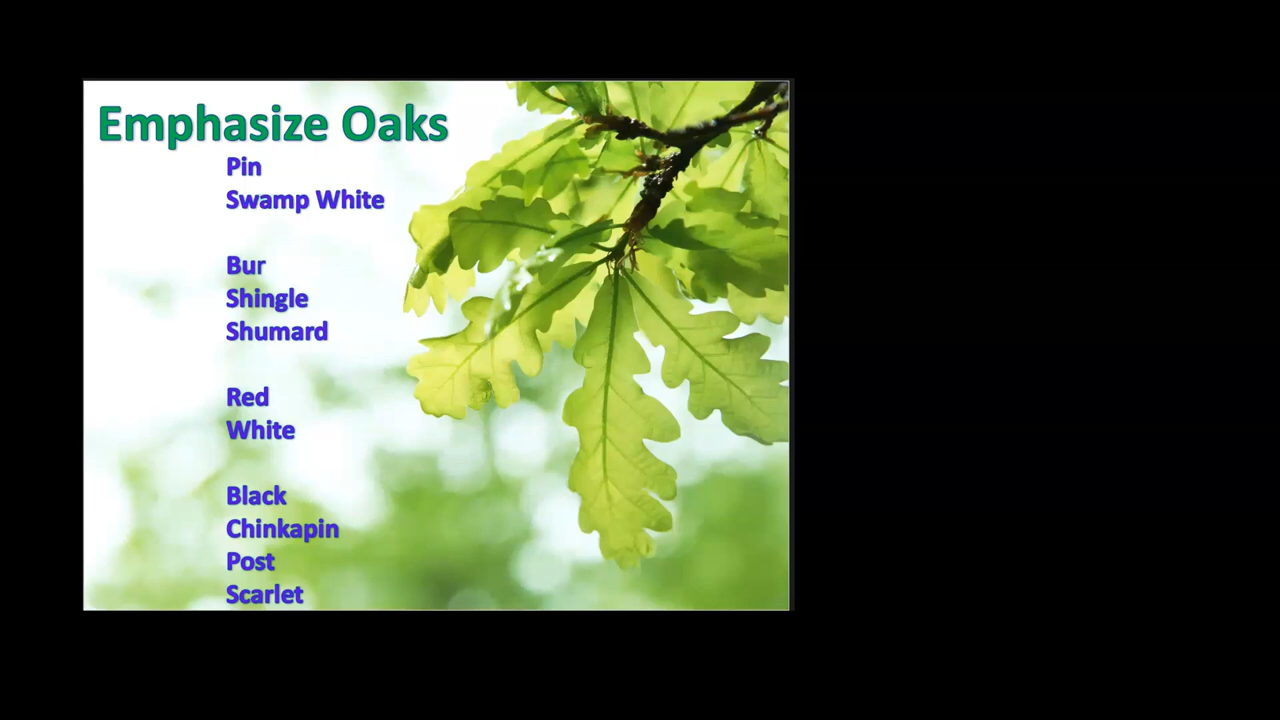 Emphasize Oaks
Pin
Swamp White
Bur
Shingle
Shumard
Red
White
Black
Chinkapin
Post
Scarlet